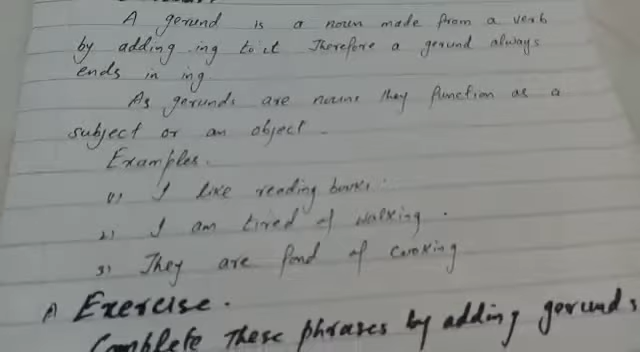 A gerund is a noun made from a verb
by adding -ing to it Therefore a gerund always
ends in ing.
As gerunds are nouns they function as a
subject or an object.
Examples.
1) I like reading books.
2) I am tired of walking.
3) They are fond of cooking
A Exercise.
Complete These phrases by adding gerunds